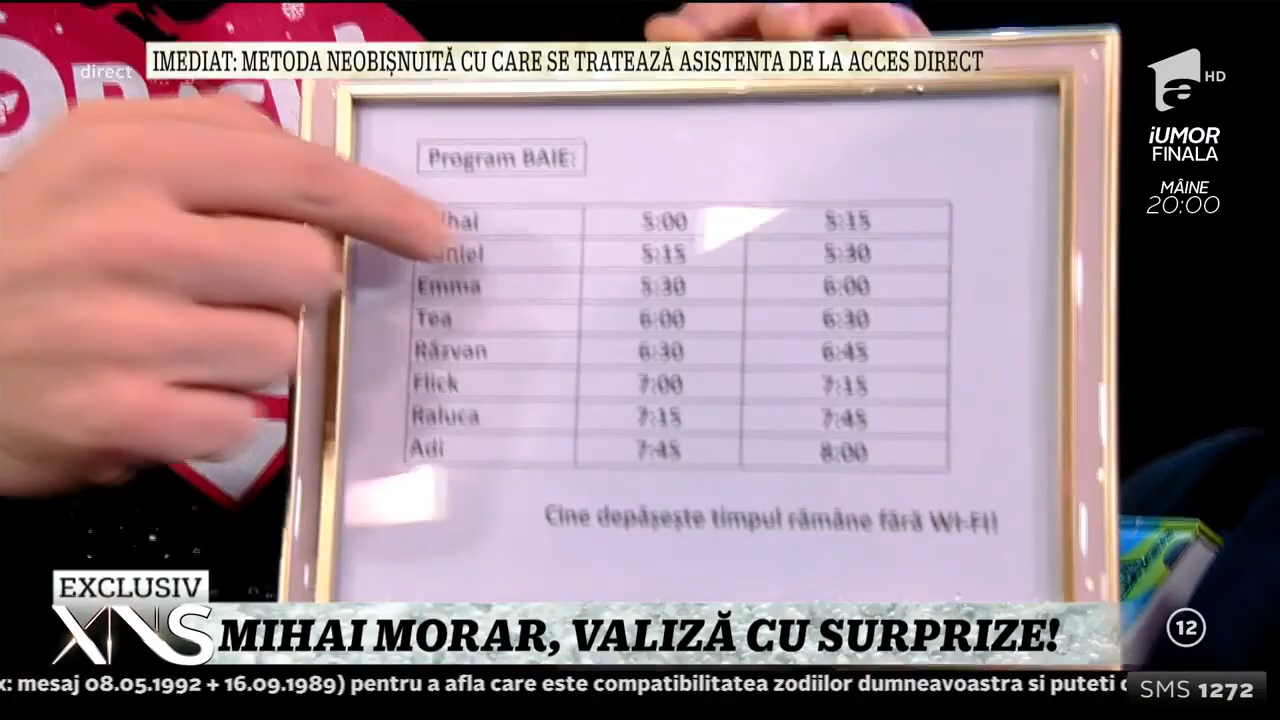 IMEDIAT: METODA NEOBIȘNUITĂ CU CARE SE TRATEAZĂ ASISTENTA DE LA ACCES DIRECT
direct
HD
iUMOR
FINALA
MÂINE
20:00
Program BAIE:
5:00 5:15
5:15 5:30
Emma 5:30 6:00
Tea 6:00 6:30
Răzvan 6:30 6:45
Flick 7:00 7:15
Raluca 7:15 7:45
Adi 7:45 8:00
Cine depășește timpul rămâne fără WI-FI!
EXCLUSIV
XNS
MIHAI MORAR, VALIZĂ CU SURPRIZE!
12
x: mesaj 08.05.1992 + 16.09.1989) pentru a afla care este compatibilitatea zodiilor dumneavoastra si puteti
SMS 1272